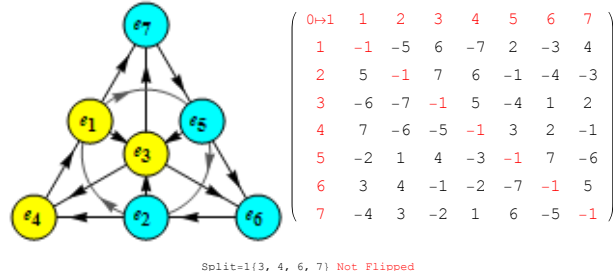 e7
e1
e5
e3
e4
e2
e6
0↦1 1 2 3 4 5 6 7
1 -1 -5 6 -7 2 -3 4
2 5 -1 7 6 -1 -4 -3
3 -6 -7 -1 5 -4 1 2
4 7 -6 -5 -1 3 2 -1
5 -2 1 4 -3 -1 7 -6
6 3 4 -1 -2 -7 -1 5
7 -4 3 -2 1 6 -5 -1
Split=1{3, 4, 6, 7} Not Flipped